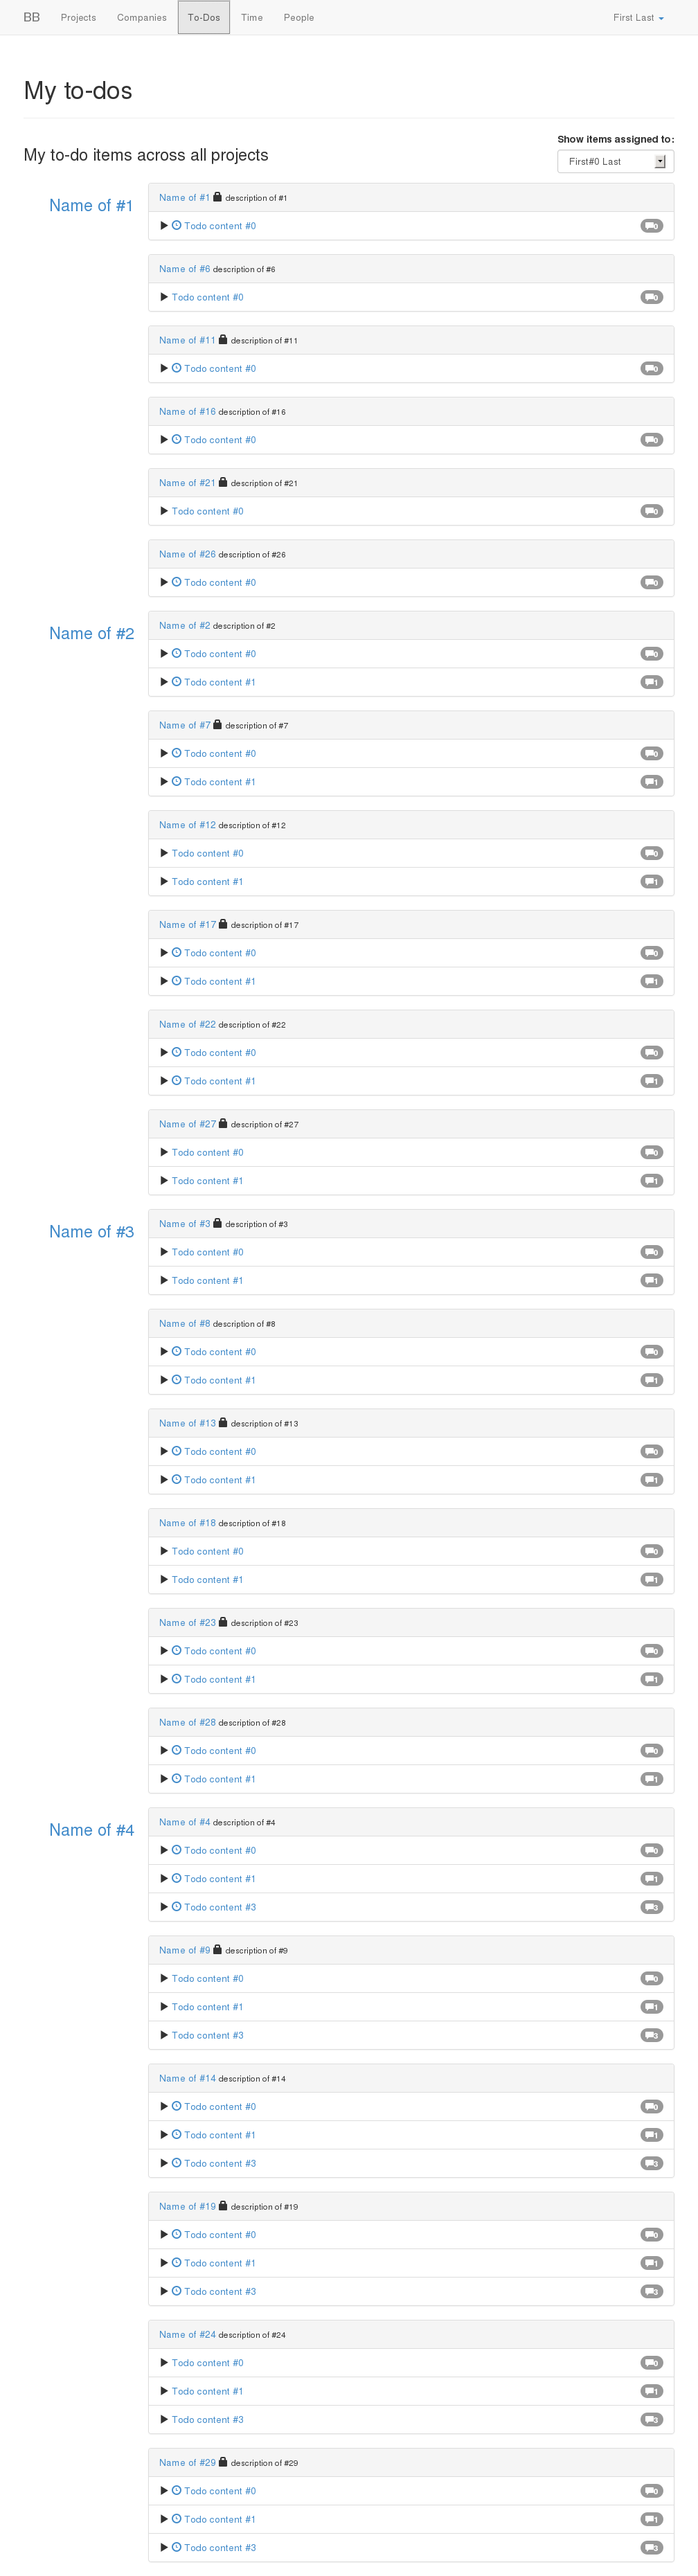 BB Projects Companies To-Dos Time People First Last
My to-dos
Show items assigned to:
My to-do items across all projects
First#0 Last
Name of #1
Name of #1 description of #1
Todo content #0 0
Name of #6 description of #6
Todo content #0 0
Name of #11 description of #11
Todo content #0 0
Name of #16 description of #16
Todo content #0 0
Name of #21 description of #21
Todo content #0 0
Name of #26 description of #26
Todo content #0 0
Name of #2
Name of #2 description of #2
Todo content #0 0
Todo content #1 1
Name of #7 description of #7
Todo content #0 0
Todo content #1 1
Name of #12 description of #12
Todo content #0 0
Todo content #1 1
Name of #17 description of #17
Todo content #0 0
Todo content #1 1
Name of #22 description of #22
Todo content #0 0
Todo content #1 1
Name of #27 description of #27
Todo content #0 0
Todo content #1 1
Name of #3
Name of #3 description of #3
Todo content #0 0
Todo content #1 1
Name of #8 description of #8
Todo content #0 0
Todo content #1 1
Name of #13 description of #13
Todo content #0 0
Todo content #1 1
Name of #18 description of #18
Todo content #0 0
Todo content #1 1
Name of #23 description of #23
Todo content #0 0
Todo content #1 1
Name of #28 description of #28
Todo content #0 0
Todo content #1 1
Name of #4
Name of #4 description of #4
Todo content #0 0
Todo content #1 1
Todo content #3 3
Name of #9 description of #9
Todo content #0 0
Todo content #1 1
Todo content #3 3
Name of #14 description of #14
Todo content #0 0
Todo content #1 1
Todo content #3 3
Name of #19 description of #19
Todo content #0 0
Todo content #1 1
Todo content #3 3
Name of #24 description of #24
Todo content #0 0
Todo content #1 1
Todo content #3 3
Name of #29 description of #29
Todo content #0 0
Todo content #1 1
Todo content #3 3